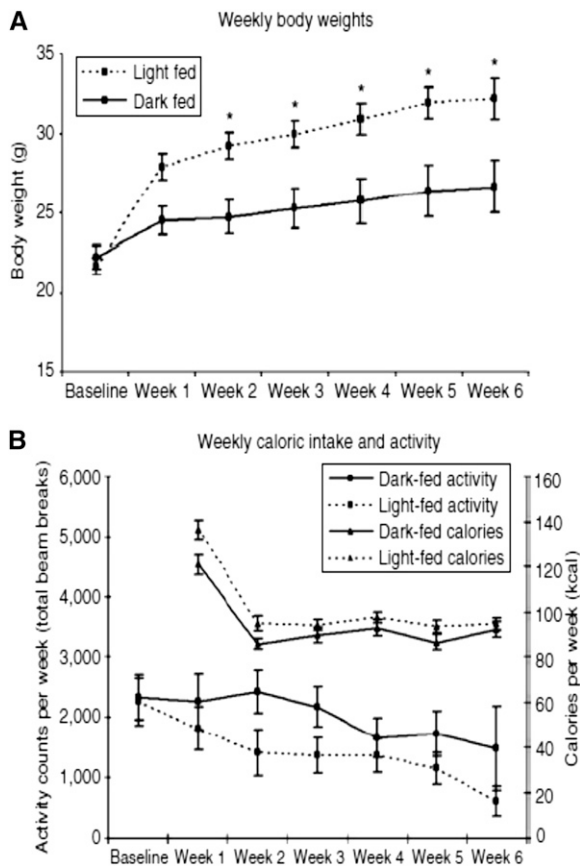 A
Weekly body weights
35
30
25
20
15
Body weight (g)
Light fed
Dark fed
* * * * *
Baseline Week 1 Week 2 Week 3 Week 4 Week 5 Week 6
B
Weekly caloric intake and activity
6,000
5,000
4,000
3,000
2,000
1,000
0
Activity counts per week (total beam breaks)
Dark-fed activity
Light-fed activity
Dark-fed calories
Light-fed calories
160
140
120
100
80
60
40
20
0
Calories per week (kcal)
Baseline Week 1 Week 2 Week 3 Week 4 Week 5 Week 6